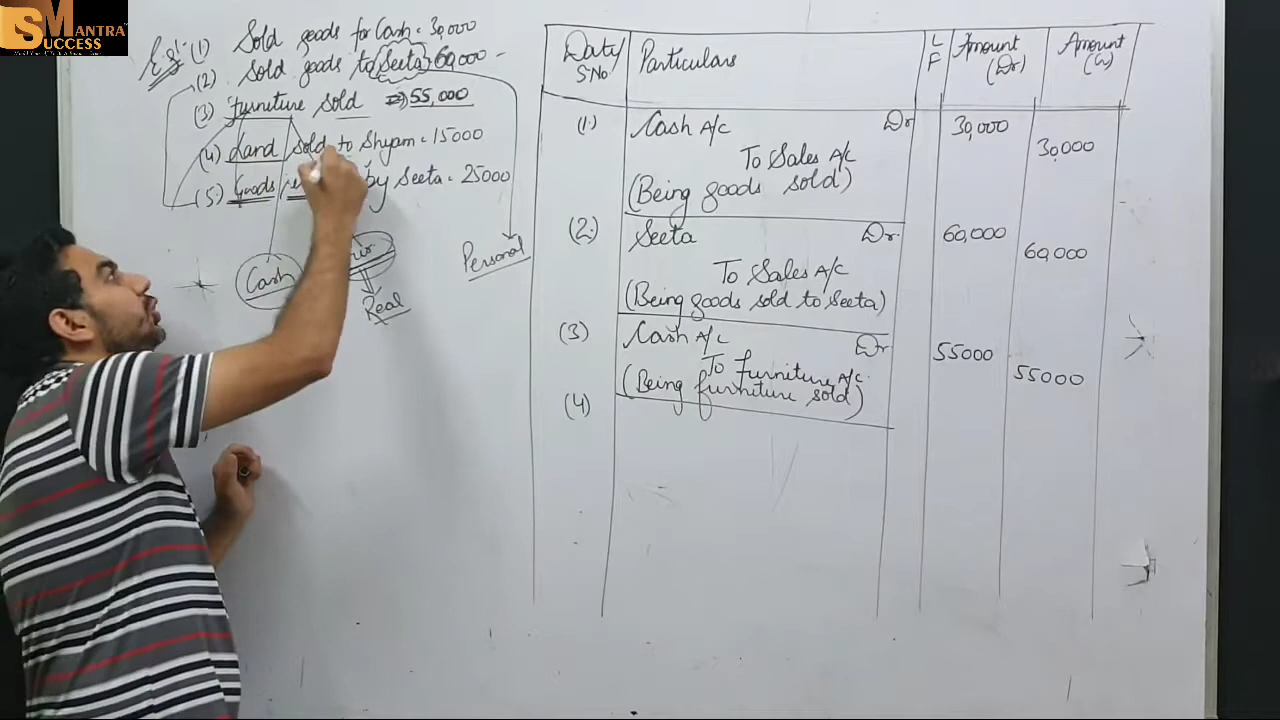 SMANTRA
SUCCESS
E.g:- (1) Sold goods for Cash = 30,000
(2) Sold goods to Seeta = 60,000
(3) Furniture Sold => 55,000
(4) Land Sold to Shyam = 15000
(5) Goods by Seeta = 25000
Cash
Real
Personal
Date/ S.No. Particulars L F Amount (Dr) Amount (Cr)
(1) Cash A/c Dr 30,000
To Sales A/c 30,000
(Being goods sold)
(2) Seeta Dr. 60,000
To Sales A/c 60,000
(Being goods sold to Seeta)
(3) Cash A/c Dr 55000
To Furniture A/c. 55000
(Being furniture sold)
(4)